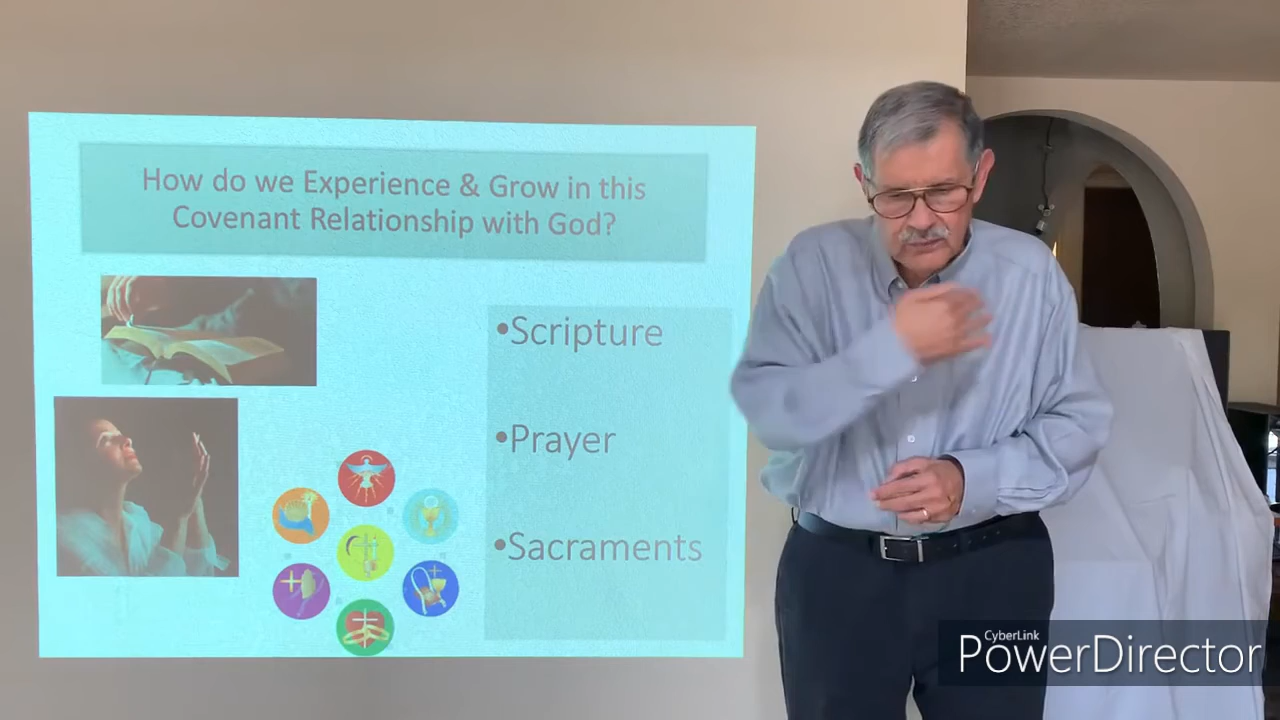 How do we Experience & Grow in this
Covenant Relationship with God?
•Scripture
•Prayer
•Sacraments
CyberLink
PowerDirector